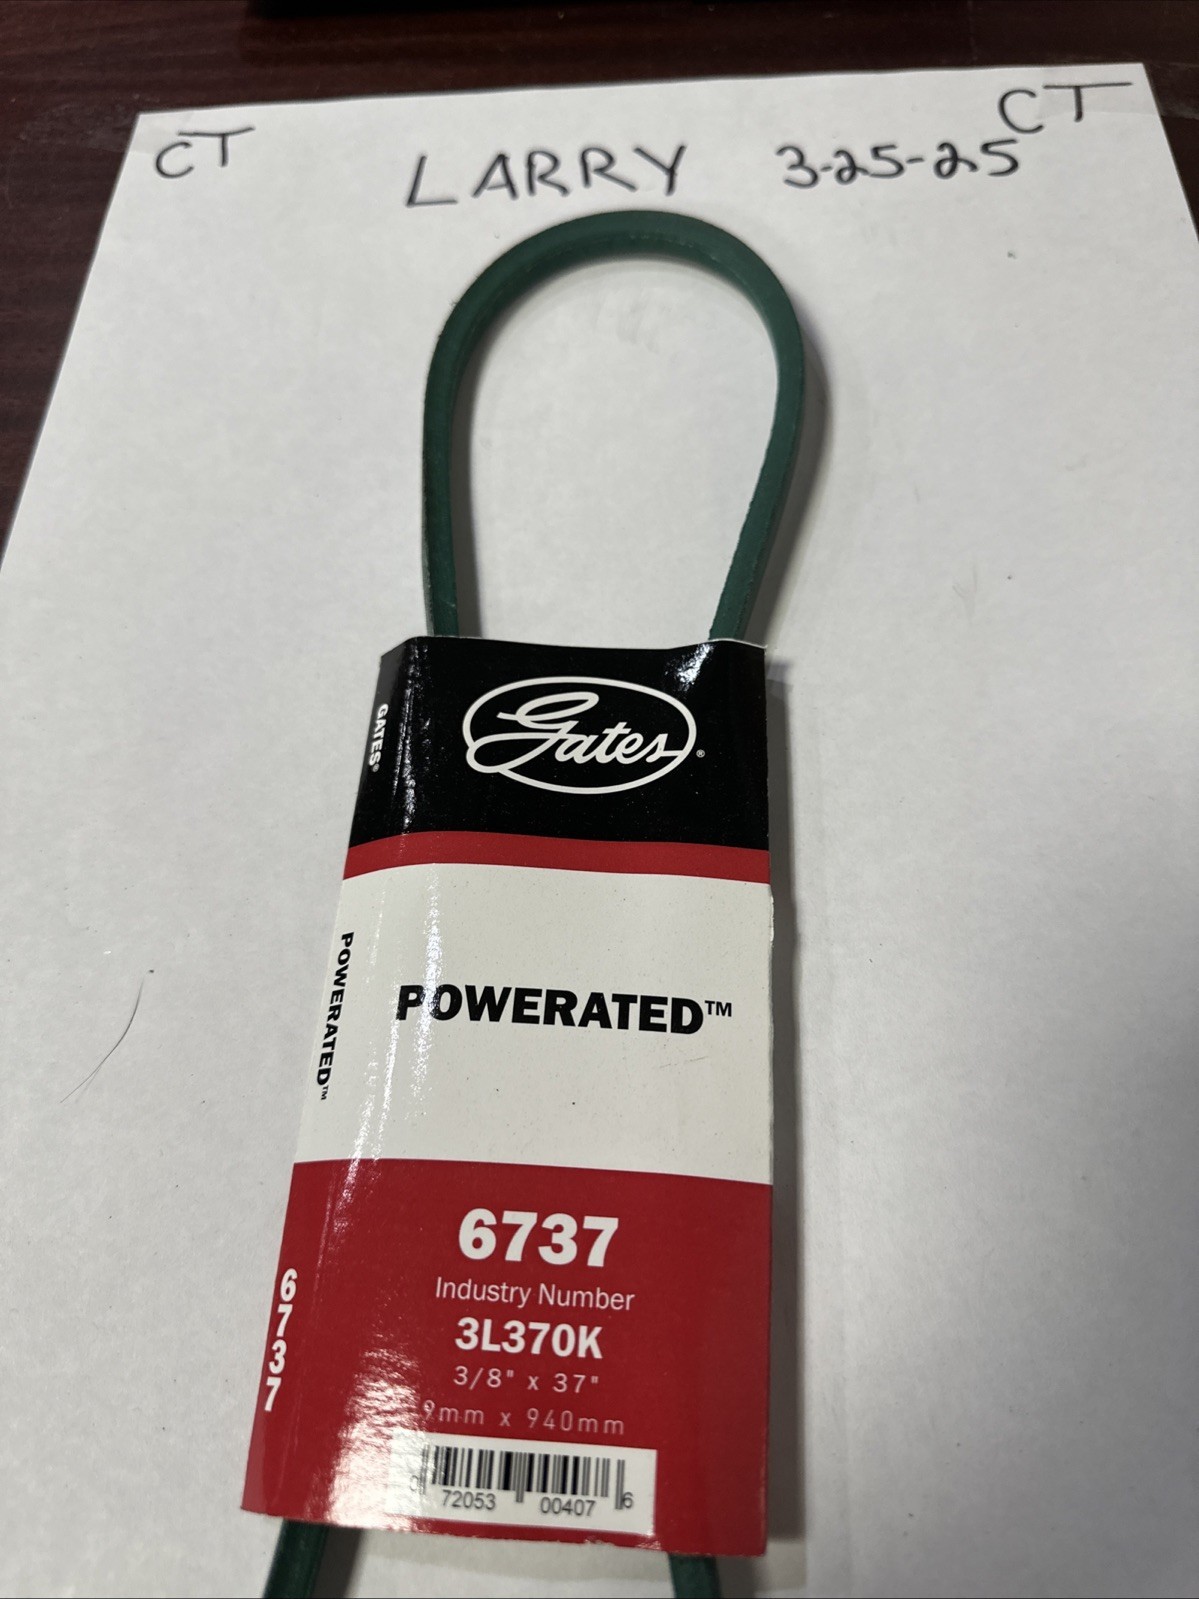 CT LARRY 3-25-25 CT
Gates®
GATES®
POWERATED™
POWERATED™
6737
Industry Number
3L370K
3/8" x 37"
9mm x 940mm
6737
0 72053 00407 6